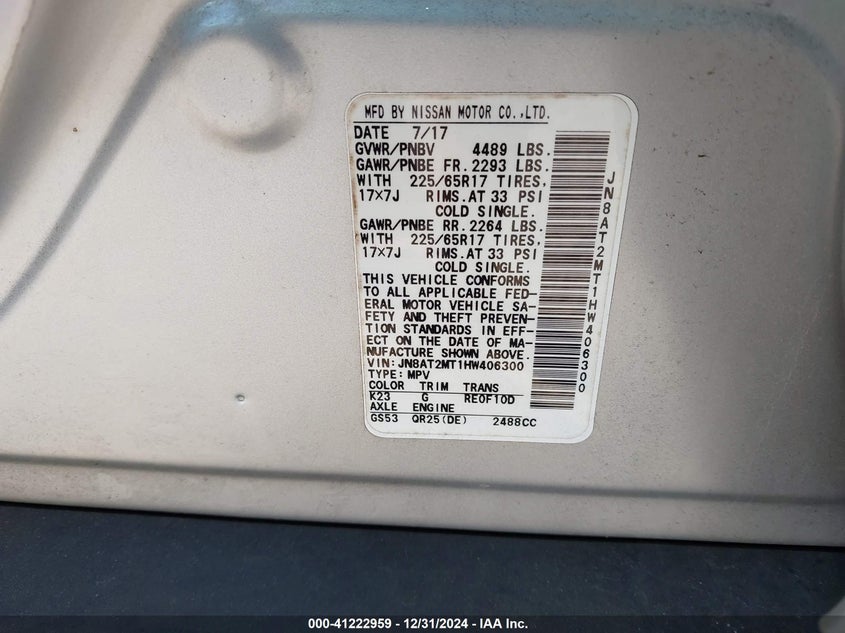 MFD BY NISSAN MOTOR CO.,LTD.
DATE 7/17
GVWR/PNBV 4489 LBS.
GAWR/PNBE FR. 2293 LBS.
WITH 225/65R17 TIRES,
17×7J RIMS.AT 33 PSI
COLD SINGLE.
GAWR/PNBE RR. 2264 LBS.
WITH 225/65R17 TIRES,
17×7J RIMS.AT 33 PSI
COLD SINGLE.
THIS VEHICLE CONFORMS
TO ALL APPLICABLE FED-
ERAL MOTOR VEHICLE SA-
FETY AND THEFT PREVEN-
TION STANDARDS IN EFF-
ECT ON THE DATE OF MA-
NUFACTURE SHOWN ABOVE.
VIN:JN8AT2MT1HW406300
TYPE:MPV
COLOR TRIM TRANS
K23 G RE0F10D
AXLE ENGINE
GS53 QR25(DE) 2488CC
JN8AT2MT1HW406300
000-41222959 - 12/31/2024 - IAA Inc.